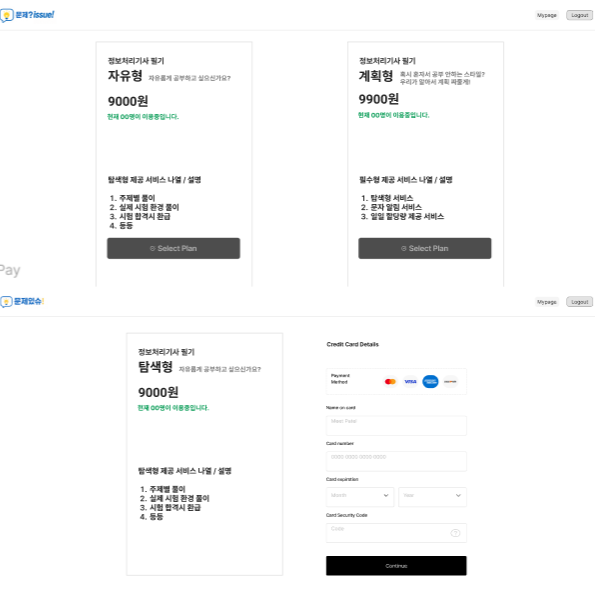 문제?issue!
Mypage
Logout
정보처리기사 필기
자유형 자유롭게 공부하고 싶으신가요?
9000원
현재 00명이 이용중입니다.
탐색형 제공 서비스 나열 / 설명
1. 주제별 풀이
2. 실제 시험 환경 풀이
3. 시험 합격시 환급
4. 등등
Select Plan
정보처리기사 필기
계획형 혹시 혼자서 공부 안하는 스타일?
우리가 알아서 계획 짜줄게!
9900원
현재 00명이 이용중입니다.
필수형 제공 서비스 나열 / 설명
1. 탐색형 서비스
2. 문자 알림 서비스
3. 일일 할당량 제공 서비스
Select Plan
Pay
문제있슈
Mypage
Logout
정보처리기사 필기
탐색형 자유롭게 공부하고 싶으신가요?
9000원
현재 00명이 이용중입니다.
탐색형 제공 서비스 나열 / 설명
1. 주제별 풀이
2. 실제 시험 환경 풀이
3. 시험 합격시 환급
4. 등등
Credit Card Details
Payment
Method
VISA
Name on card
Card number
0000 0000 0000 0000
Card expiration
Month
Year
Card Security Code
Code
?
Continue